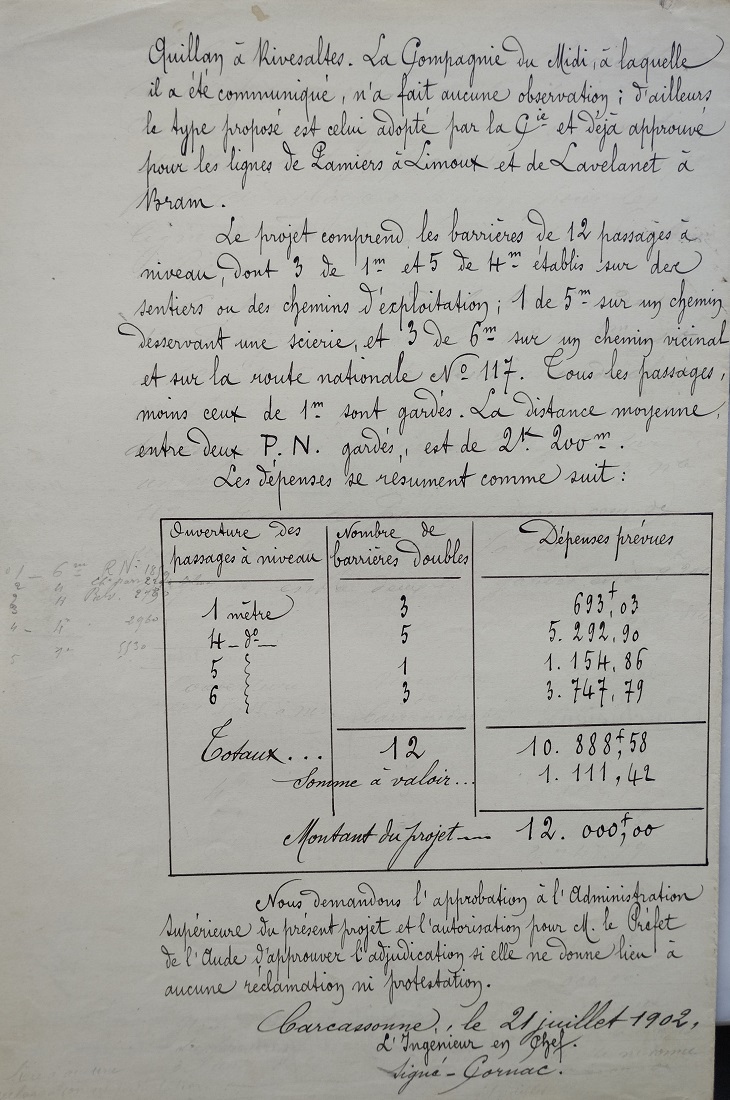 Quillan à Rivesaltes. La Compagnie du Midi, à laquelle
il a été communiqué, n'a fait aucune observation ; d'ailleurs
le type proposé est celui adopté par la Cie et déjà approuvé
pour les lignes de Pamiers à Limoux et de Lavelanet à
Bram.
Le projet comprend les barrières de 12 passages à
niveau, dont 3 de 1m et 5 de 4m établis sur des
sentiers ou des chemins d'exploitation ; 1 de 5m sur un chemin
desservant une scierie, et 3 de 6m sur un chemin vicinal
et sur la route nationale No 117. Tous les passages,
moins ceux de 1m sont gardés. La distance moyenne,
entre deux P.N. gardés, est de 2k. 200m.
Les dépenses se résument comme suit :
Ouverture des passages à niveau | Nombre de barrières doubles | Dépenses prévues
1 mètre | 3 | 693f,03
4 - do - | 5 | 5.292,90
5 | 1 | 1.154,86
6 | 3 | 3.747,79
Totaux... | 12 | 10.888f,58
Somme à valoir... 1.111,42
Montant du projet 12.000f,00
Nous demandons l'approbation à l'Administration
Supérieure du présent projet et l'autorisation pour M. le Préfet
de l'Aude d'approuver l'adjudication si elle ne donne lieu à
aucune réclamation ni protestation.
Carcassonne, le 21 juillet 1902.
L'Ingénieur en Chef.
Signé - Cornac.